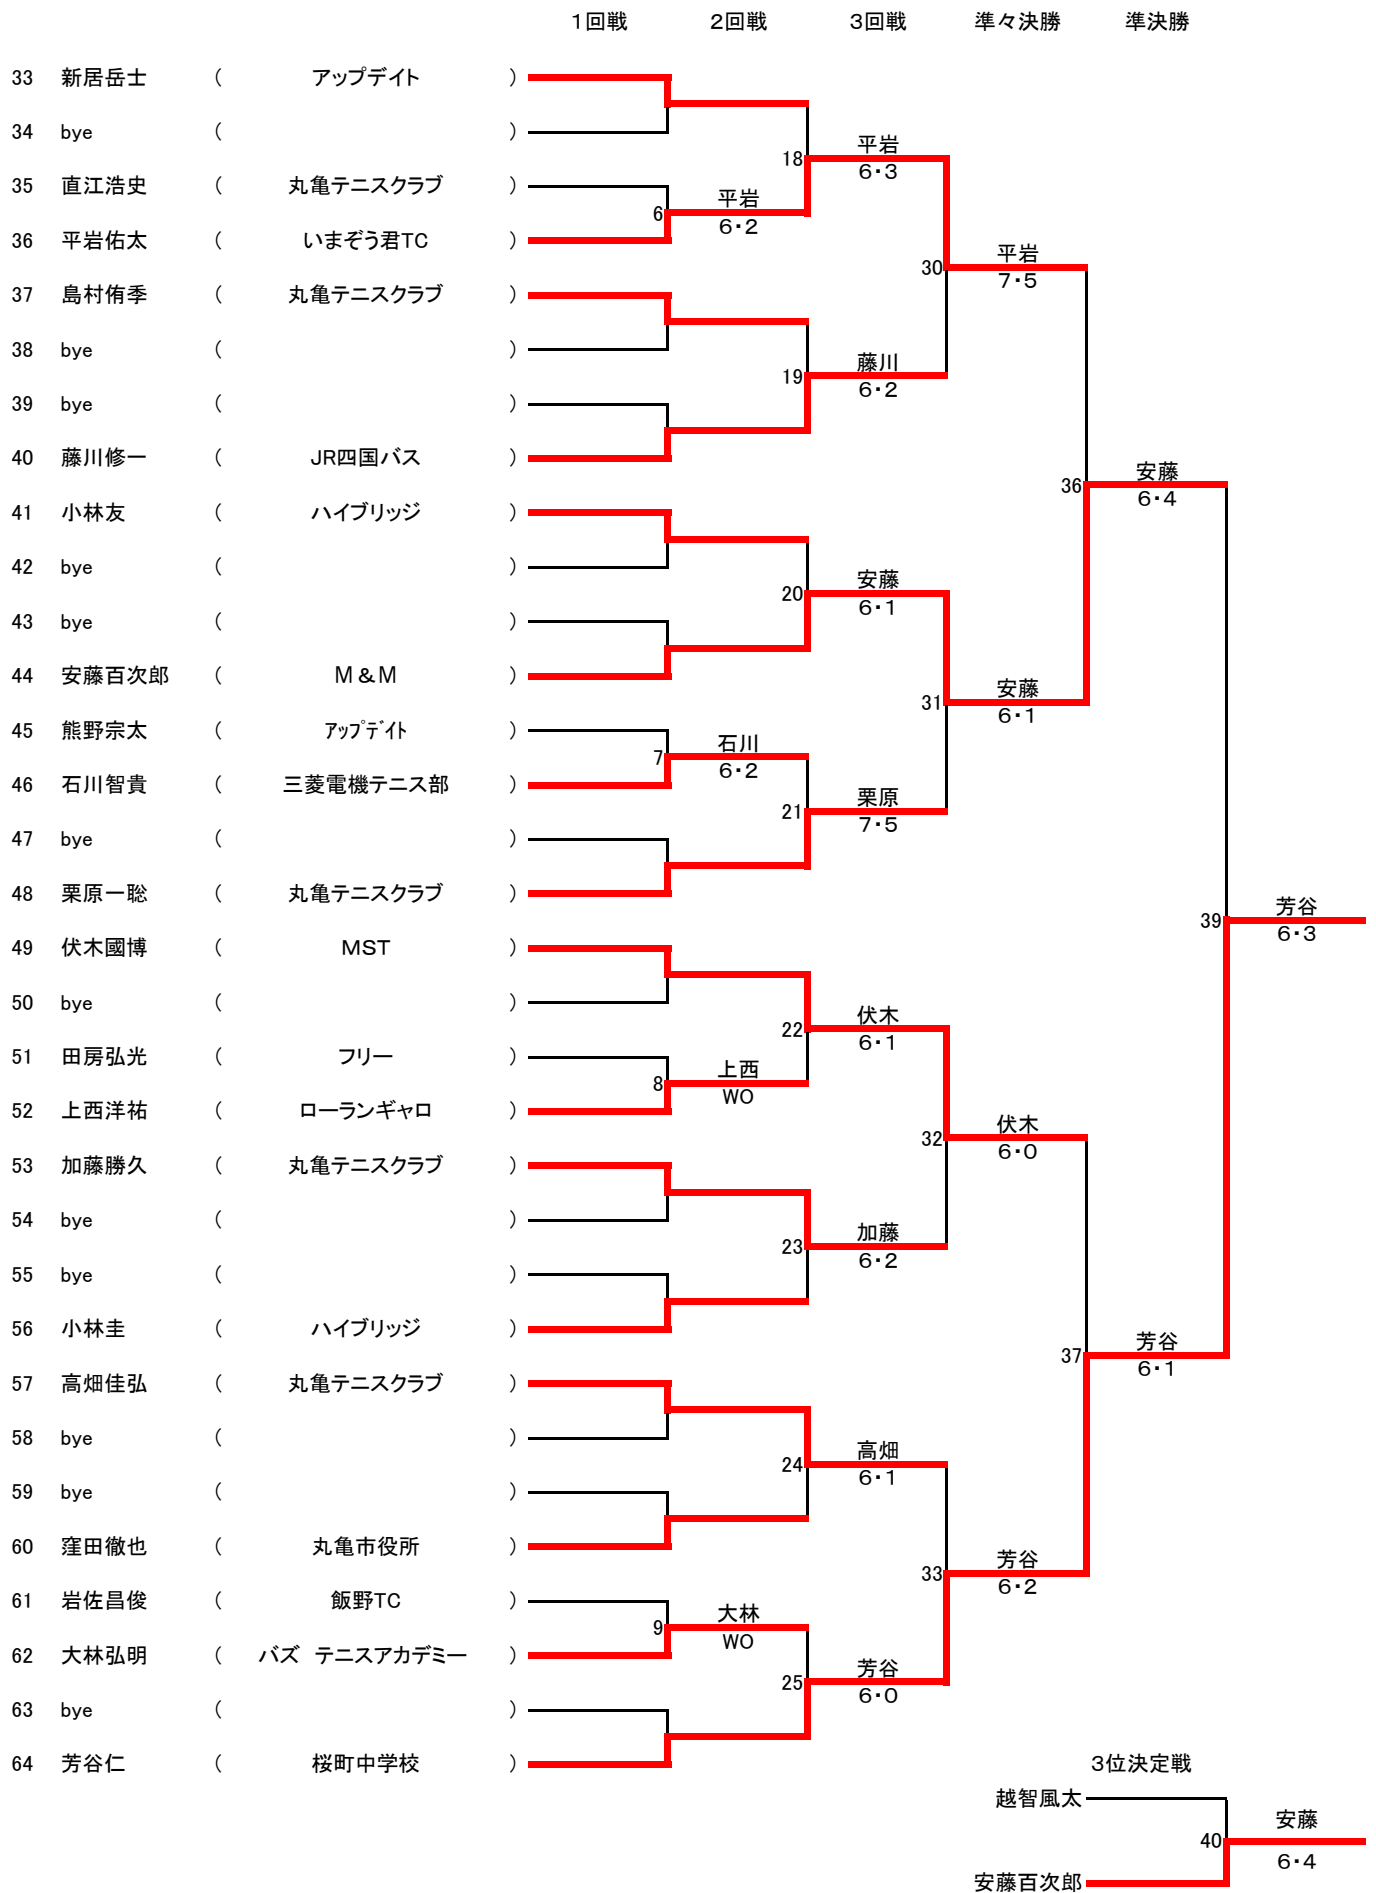 1回戦 2回戦 3回戦 準々決勝 準決勝
33 新居岳士 ( アップデイト )
34 bye ( )
18 平岩
6・3
35 直江浩史 ( 丸亀テニスクラブ )
6 平岩
6・2
36 平岩佑太 ( いまぞう君TC )
30 平岩
7・5
37 島村侑季 ( 丸亀テニスクラブ )
38 bye ( )
19 藤川
6・2
39 bye ( )
40 藤川修一 ( JR四国バス )
36 安藤
6・4
41 小林友 ( ハイブリッジ )
42 bye ( )
20 安藤
6・1
43 bye ( )
44 安藤百次郎 ( M&M )
31 安藤
6・1
45 熊野宗太 ( アップデイト )
7 石川
6・2
46 石川智貴 ( 三菱電機テニス部 )
21 栗原
7・5
47 bye ( )
48 栗原一聡 ( 丸亀テニスクラブ )
39 芳谷
6・3
49 伏木國博 ( MST )
50 bye ( )
22 伏木
6・1
51 田房弘光 ( フリー )
8 上西
WO
52 上西洋祐 ( ローランギャロ )
32 伏木
6・0
53 加藤勝久 ( 丸亀テニスクラブ )
54 bye ( )
23 加藤
6・2
55 bye ( )
56 小林圭 ( ハイブリッジ )
37 芳谷
6・1
57 高畑佳弘 ( 丸亀テニスクラブ )
58 bye ( )
24 高畑
6・1
59 bye ( )
60 窪田徹也 ( 丸亀市役所 )
33 芳谷
6・2
61 岩佐昌俊 ( 飯野TC )
9 大林
WO
62 大林弘明 ( バズ テニスアカデミー )
25 芳谷
6・0
63 bye ( )
64 芳谷仁 ( 桜町中学校 )
3位決定戦
越智風太
40 安藤
6・4
安藤百次郎